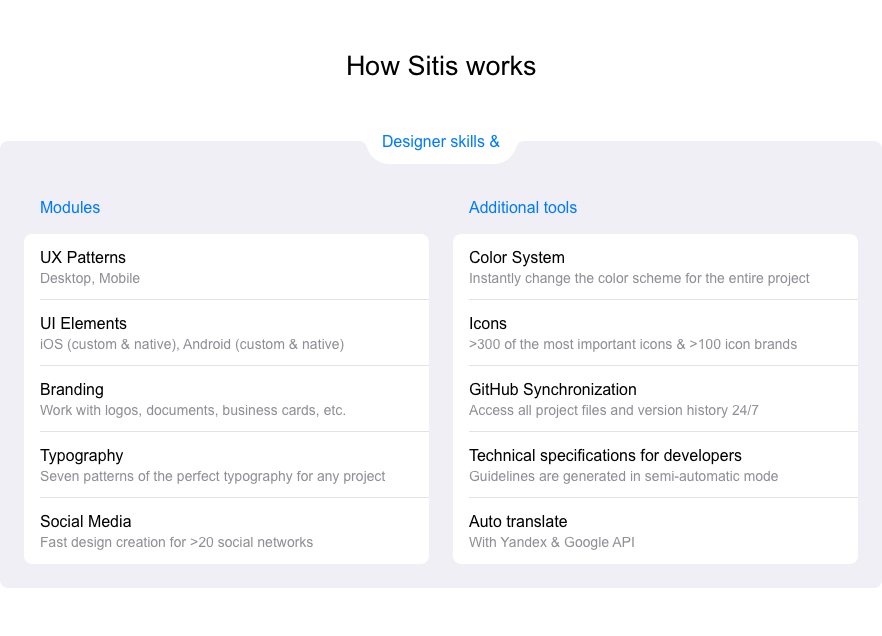 How Sitis works
Designer skills &
Modules
UX Patterns
Desktop, Mobile
UI Elements
iOS (custom & native), Android (custom & native)
Branding
Work with logos, documents, business cards, etc.
Typography
Seven patterns of the perfect typography for any project
Social Media
Fast design creation for >20 social networks
Additional tools
Color System
Instantly change the color scheme for the entire project
Icons
>300 of the most important icons & >100 icon brands
GitHub Synchronization
Access all project files and version history 24/7
Technical specifications for developers
Guidelines are generated in semi-automatic mode
Auto translate
With Yandex & Google API